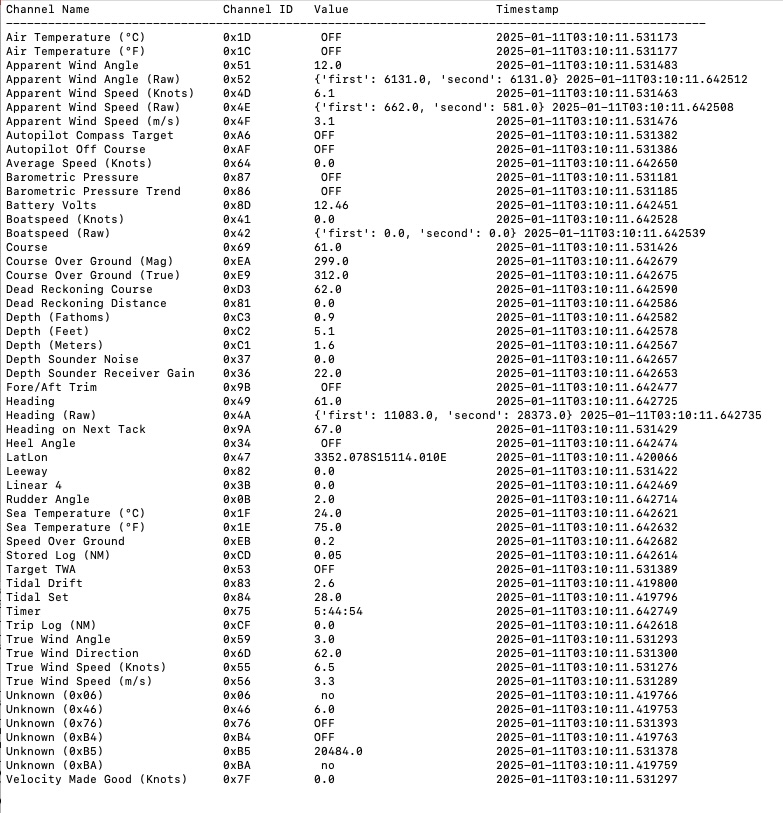 Channel Name Channel ID Value Timestamp
--------------------------------------------------------------------------------------------
Air Temperature (°C) 0x1D OFF 2025-01-11T03:10:11.531173
Air Temperature (°F) 0x1C OFF 2025-01-11T03:10:11.531177
Apparent Wind Angle 0x51 12.0 2025-01-11T03:10:11.531483
Apparent Wind Angle (Raw) 0x52 {'first': 6131.0, 'second': 6131.0} 2025-01-11T03:10:11.642512
Apparent Wind Speed (Knots) 0x4D 6.1 2025-01-11T03:10:11.531463
Apparent Wind Speed (Raw) 0x4E {'first': 662.0, 'second': 581.0} 2025-01-11T03:10:11.642508
Apparent Wind Speed (m/s) 0x4F 3.1 2025-01-11T03:10:11.531476
Autopilot Compass Target 0xA6 OFF 2025-01-11T03:10:11.531382
Autopilot Off Course 0xAF OFF 2025-01-11T03:10:11.531386
Average Speed (Knots) 0x64 0.0 2025-01-11T03:10:11.642650
Barometric Pressure 0x87 OFF 2025-01-11T03:10:11.531181
Barometric Pressure Trend 0x86 OFF 2025-01-11T03:10:11.531185
Battery Volts 0x8D 12.46 2025-01-11T03:10:11.642451
Boatspeed (Knots) 0x41 0.0 2025-01-11T03:10:11.642528
Boatspeed (Raw) 0x42 {'first': 0.0, 'second': 0.0} 2025-01-11T03:10:11.642539
Course 0x69 61.0 2025-01-11T03:10:11.531426
Course Over Ground (Mag) 0xEA 299.0 2025-01-11T03:10:11.642679
Course Over Ground (True) 0xE9 312.0 2025-01-11T03:10:11.642675
Dead Reckoning Course 0xD3 62.0 2025-01-11T03:10:11.642590
Dead Reckoning Distance 0x81 0.0 2025-01-11T03:10:11.642586
Depth (Fathoms) 0xC3 0.9 2025-01-11T03:10:11.642582
Depth (Feet) 0xC2 5.1 2025-01-11T03:10:11.642578
Depth (Meters) 0xC1 1.6 2025-01-11T03:10:11.642567
Depth Sounder Noise 0x37 0.0 2025-01-11T03:10:11.642657
Depth Sounder Receiver Gain 0x36 22.0 2025-01-11T03:10:11.642653
Fore/Aft Trim 0x9B OFF 2025-01-11T03:10:11.642477
Heading 0x49 61.0 2025-01-11T03:10:11.642725
Heading (Raw) 0x4A {'first': 11083.0, 'second': 28373.0} 2025-01-11T03:10:11.642735
Heading on Next Tack 0x9A 67.0 2025-01-11T03:10:11.531429
Heel Angle 0x34 OFF 2025-01-11T03:10:11.642474
LatLon 0x47 3352.078S15114.010E 2025-01-11T03:10:11.420066
Leeway 0x82 0.0 2025-01-11T03:10:11.531422
Linear 4 0x3B 0.0 2025-01-11T03:10:11.642469
Rudder Angle 0x0B 2.0 2025-01-11T03:10:11.642714
Sea Temperature (°C) 0x1F 24.0 2025-01-11T03:10:11.642621
Sea Temperature (°F) 0x1E 75.0 2025-01-11T03:10:11.642632
Speed Over Ground 0xEB 0.2 2025-01-11T03:10:11.642682
Stored Log (NM) 0xCD 0.05 2025-01-11T03:10:11.642614
Target TWA 0x53 OFF 2025-01-11T03:10:11.531389
Tidal Drift 0x83 2.6 2025-01-11T03:10:11.419800
Tidal Set 0x84 28.0 2025-01-11T03:10:11.419796
Timer 0x75 5:44:54 2025-01-11T03:10:11.642749
Trip Log (NM) 0xCF 0.0 2025-01-11T03:10:11.642618
True Wind Angle 0x59 3.0 2025-01-11T03:10:11.531293
True Wind Direction 0x6D 62.0 2025-01-11T03:10:11.531300
True Wind Speed (Knots) 0x55 6.5 2025-01-11T03:10:11.531276
True Wind Speed (m/s) 0x56 3.3 2025-01-11T03:10:11.531289
Unknown (0x06) 0x06 no 2025-01-11T03:10:11.419766
Unknown (0x46) 0x46 6.0 2025-01-11T03:10:11.419753
Unknown (0x76) 0x76 OFF 2025-01-11T03:10:11.531393
Unknown (0xB4) 0xB4 OFF 2025-01-11T03:10:11.419763
Unknown (0xB5) 0xB5 20484.0 2025-01-11T03:10:11.531378
Unknown (0xBA) 0xBA no 2025-01-11T03:10:11.419759
Velocity Made Good (Knots) 0x7F 0.0 2025-01-11T03:10:11.531297